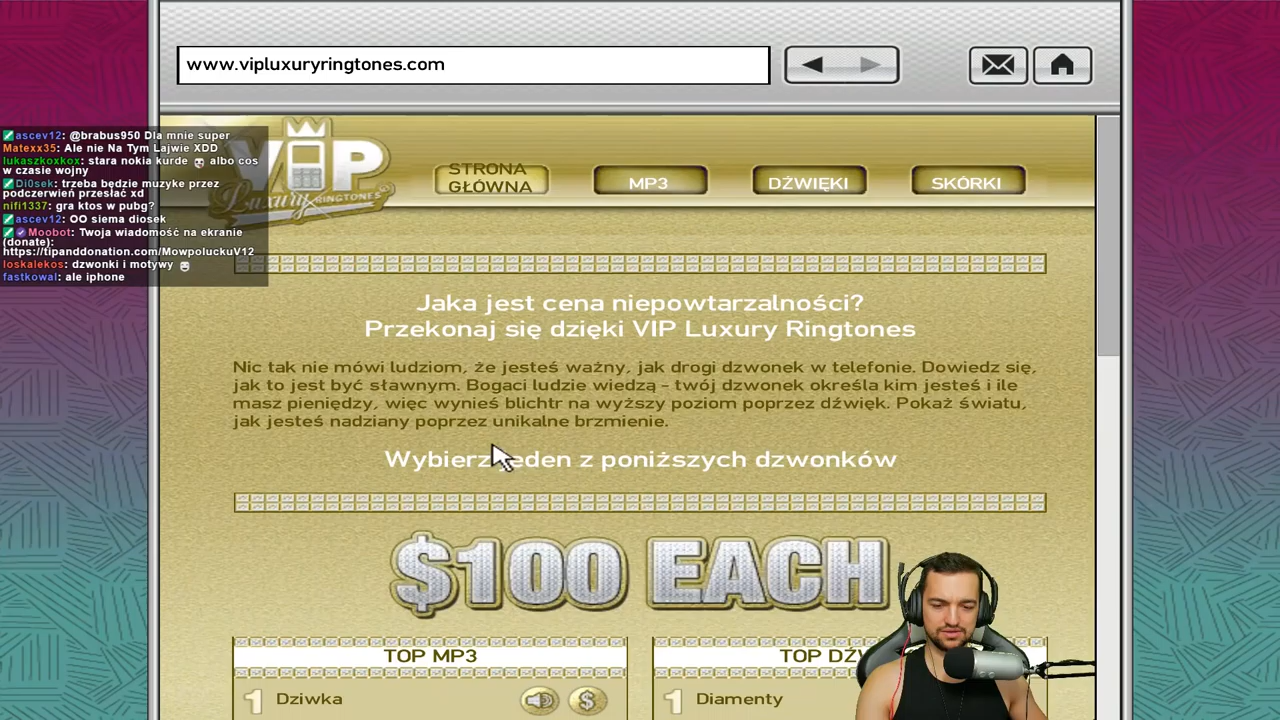 www.vipluxuryringtones.com
ascev12: @brabus950 Dla mnie super
Matexx35: Ale nie Na Tym Lajwie XDD
lukaszkoxkox: stara nokia kurde albo cos
w czasie wojny
Di0sek: trzeba będzie muzyke przez
podczerwień przesłać xd
nifi1337: gra ktos w pubg?
ascev12: OO siema diosek
Moobot: Twoja wiadomość na ekranie
(donate):
https://tipanddonation.com/MowpoluckuV12
loskalekos: dzwonki i motywy
fastkowal: ale iphone
VIP
Luxury RINGTONES
STRONA
GŁÓWNA
MP3
DŹWIĘKI
SKÓRKI
Jaka jest cena niepowtarzalności?
Przekonaj się dzięki VIP Luxury Ringtones
Nic tak nie mówi ludziom, że jesteś ważny, jak drogi dzwonek w telefonie. Dowiedz się,
jak to jest być sławnym. Bogaci ludzie wiedzą - twój dzwonek określa kim jesteś i ile
masz pieniędzy, więc wynieś blichtr na wyższy poziom poprzez dźwięk. Pokaż światu,
jak jesteś nadziany poprzez unikalne brzmienie.
Wybierz jeden z poniższych dzwonków
$100 EACH
TOP MP3
1 Dziwka $
TOP DŹW
1 Diamenty